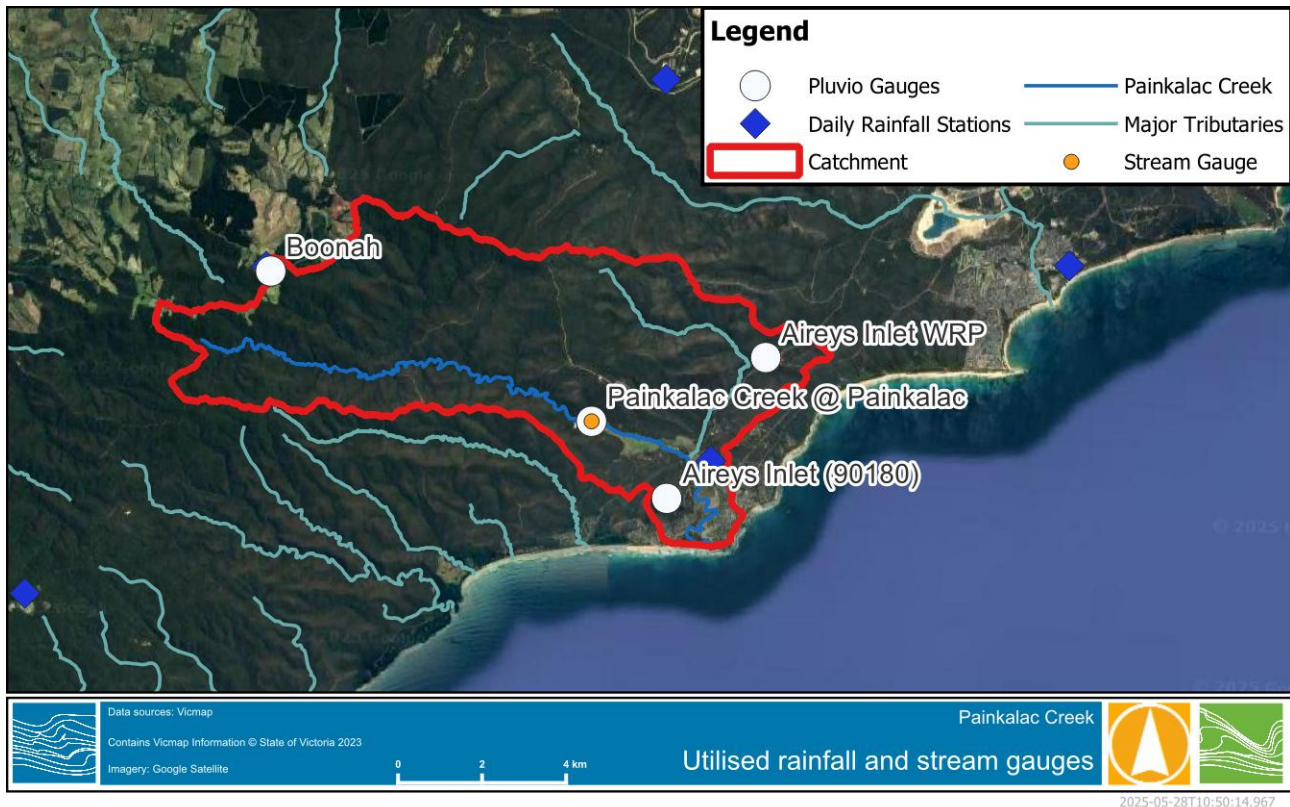 Legend
Pluvio Gauges
Painkalac Creek
Daily Rainfall Stations
Major Tributaries
Catchment
Stream Gauge
Boonah
Aireys Inlet WRP
Painkalac Creek @ Painkalac
Aireys Inlet (90180)
Data sources: Vicmap
Contains Vicmap Information © State of Victoria 2023
Imagery: Google Satellite
0 2 4 km
Painkalac Creek
Utilised rainfall and stream gauges
2025-05-28T10:50:14.967